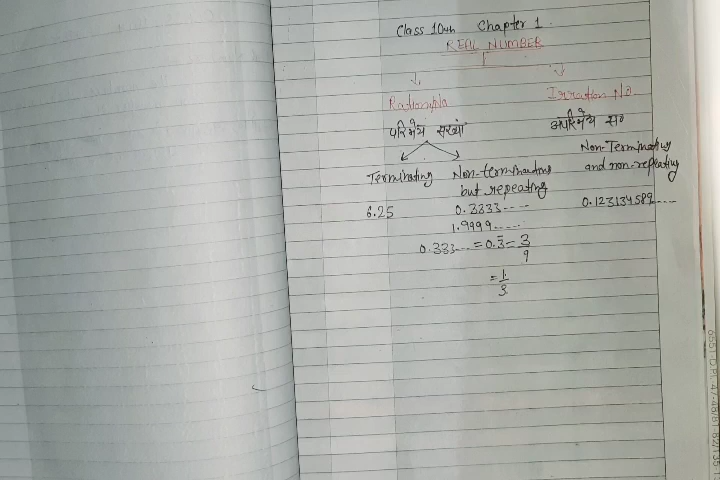 Class 10th Chapter 1.
REAL NUMBER
Rational No.
Irration No.
परिमेय संख्या
अपरिमेय सं०
Terminating
Non-terminating
but repeating
Non-Terminating
and non-repeating
6.25
0.3333----
0.123134589----
1.9999-----
0.333--- = 0.3̅ = 3/9
= 1/3